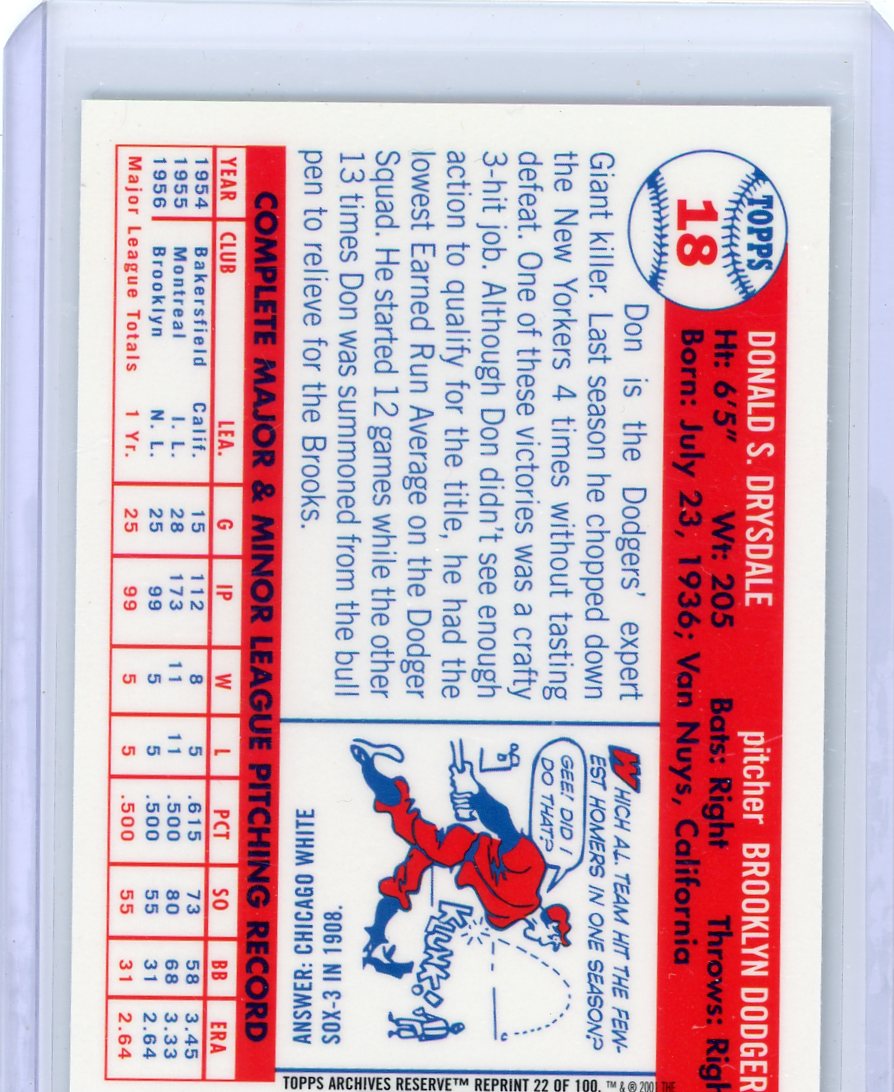 TOPPS
18
DONALD S. DRYSDALE pitcher BROOKLYN DODGER
Ht: 6'5" Wt: 205 Bats: Right Throws: Righ
Born: July 23, 1936; Van Nuys, California
Don is the Dodgers' expert
Giant killer. Last season he chopped down
the New Yorkers 4 times without tasting
defeat. One of these victories was a crafty
3-hit job. Although Don didn't see enough
action to qualify for the title, he had the
lowest Earned Run Average on the Dodger
Squad. He started 12 games while the other
13 times Don was summoned from the bull
pen to relieve for the Brooks.
WHICH AL. TEAM HIT THE FEW-
EST HOMERS IN ONE SEASON?
GEE! DID I
DO THAT?
KLUNK!
ANSWER: CHICAGO WHITE
SOX-3 IN 1908.
COMPLETE MAJOR & MINOR LEAGUE PITCHING RECORD
YEAR CLUB LEA. G IP W L PCT SO BB ERA
1954 Bakersfield Calif. 15 112 8 5 .615 73 58 3.45
1955 Montreal I. L. 28 173 11 11 .500 80 68 3.33
1956 Brooklyn N. L. 25 99 5 5 .500 55 31 2.64
Major League Totals 1 Yr. 25 99 5 5 .500 55 31 2.64
TOPPS ARCHIVES RESERVE™ REPRINT 22 OF 100. ™ & ® 2001 THE